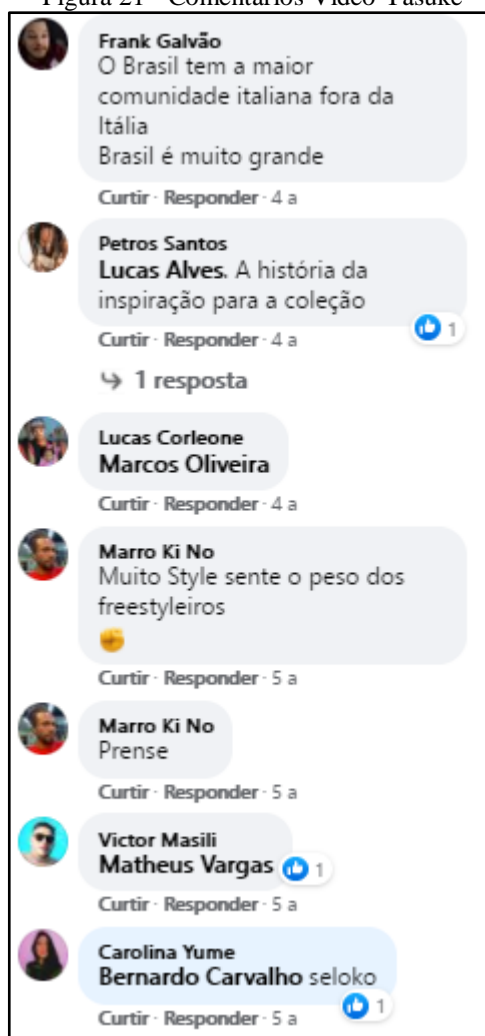 Figura 21 - Comentários Vídeo Yasuke
Frank Galvão
O Brasil tem a maior
comunidade italiana fora da
Itália
Brasil é muito grande
Curtir · Responder · 4 a
Petros Santos
Lucas Alves. A história da
inspiração para a coleção
1
Curtir · Responder · 4 a
1 resposta
Lucas Corleone
Marcos Oliveira
Curtir · Responder · 4 a
Marro Ki No
Muito Style sente o peso dos
freestyleiros
Curtir · Responder · 5 a
Marro Ki No
Prense
Curtir · Responder · 5 a
Victor Masili
Matheus Vargas 1
Curtir · Responder · 5 a
Carolina Yume
Bernardo Carvalho seloko
1
Curtir · Responder · 5 a